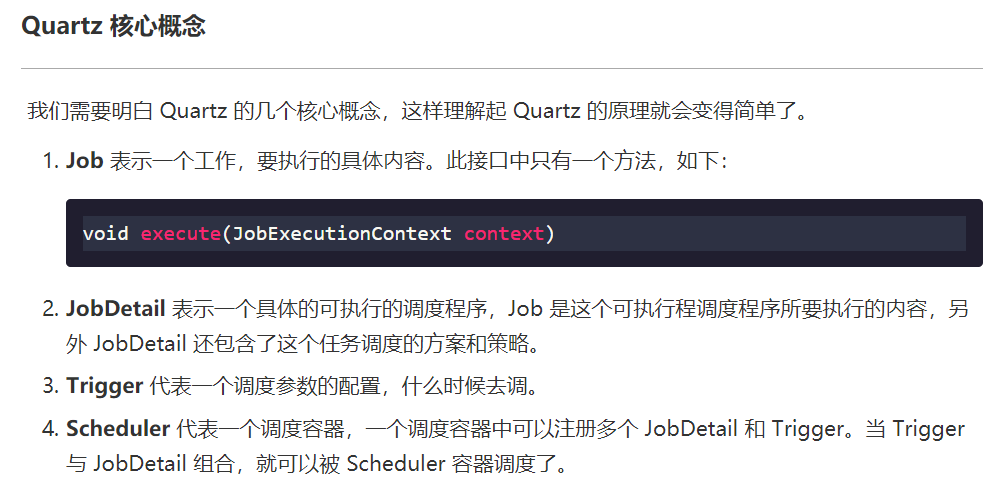 Quartz 核心概念
我们需要明白 Quartz 的几个核心概念，这样理解起 Quartz 的原理就会变得简单了。
1. Job 表示一个工作，要执行的具体内容。此接口中只有一个方法，如下：
void execute(JobExecutionContext context)
2. JobDetail 表示一个具体的可执行的调度程序，Job 是这个可执行程调度程序所要执行的内容，另
外 JobDetail 还包含了这个任务调度的方案和策略。
3. Trigger 代表一个调度参数的配置，什么时候去调。
4. Scheduler 代表一个调度容器，一个调度容器中可以注册多个 JobDetail 和 Trigger。当 Trigger
与 JobDetail 组合，就可以被 Scheduler 容器调度了。